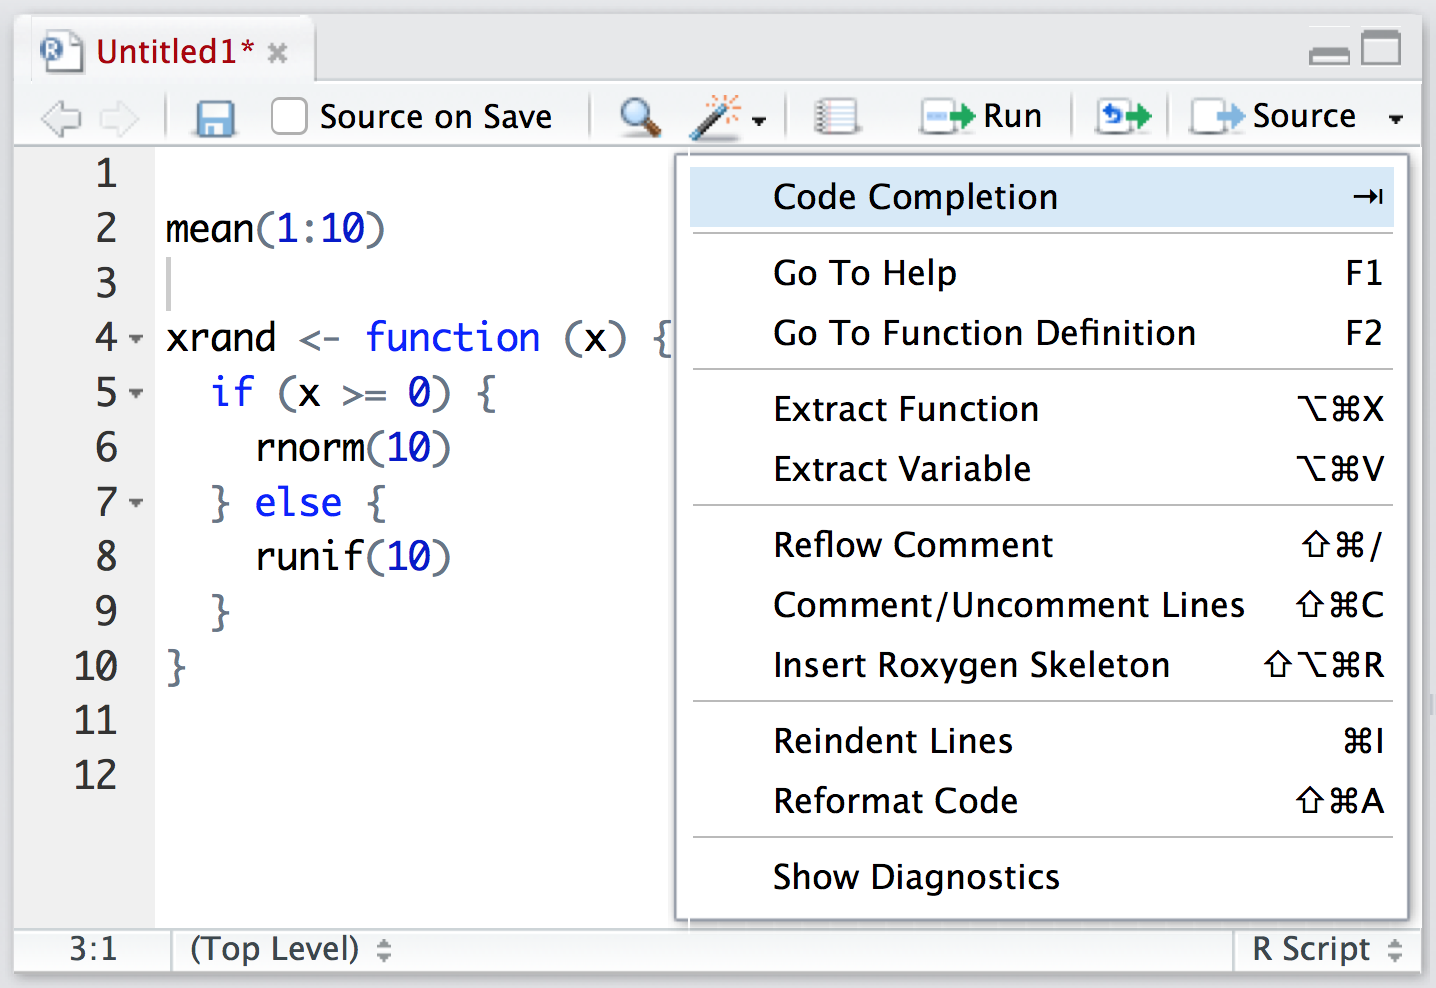 Untitled1*
Source on Save Run Source
1
2 mean(1:10)
3
4 xrand <- function (x) {
5 if (x >= 0) {
6 rnorm(10)
7 } else {
8 runif(10)
9 }
10 }
11
12
Code Completion ⇥
Go To Help F1
Go To Function Definition F2
Extract Function ⌥⌘X
Extract Variable ⌥⌘V
Reflow Comment ⇧⌘/
Comment/Uncomment Lines ⇧⌘C
Insert Roxygen Skeleton ⇧⌥⌘R
Reindent Lines ⌘I
Reformat Code ⇧⌘A
Show Diagnostics
3:1 (Top Level) R Script